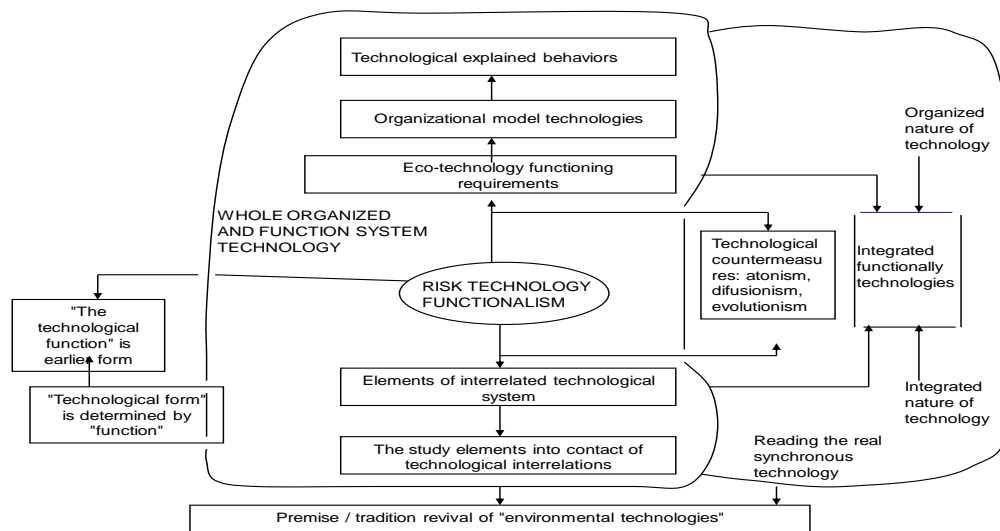 Technological explained behaviors
Organizational model technologies
Eco-technology functioning
requirements
Organized
nature of
technology
WHOLE ORGANIZED
AND FUNCTION SYSTEM
TECHNOLOGY
Technological
countermeasu
res: atonism,
difusionism,
evolutionism
Integrated
functionally
technologies
RISK TECHNOLOGY
FUNCTIONALISM
"The
technological
function" is
earlier form
"Technological form"
is determined by
"function"
Elements of interrelated technological
system
Integrated
nature of
technology
The study elements into contact of
technological interrelations
Reading the real
synchronous
technology
Premise / tradition revival of "environmental technologies"